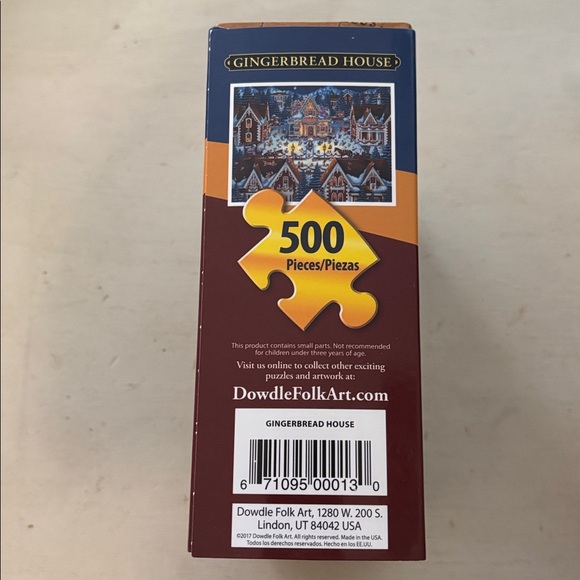 GINGERBREAD HOUSE
500
Pieces/Piezas
This product contains small parts. Not recommended
for children under three years of age.
Visit us online to collect other exciting
puzzles and artwork at:
DowdleFolkArt.com
GINGERBREAD HOUSE
6 71095 00013 0
Dowdle Folk Art, 1280 W. 200 S.
Lindon, UT 84042 USA
©2017 Dowdle Folk Art. All rights reserved. Made in the USA.
Todos los derechos reservados. Hecho en los EE.UU.